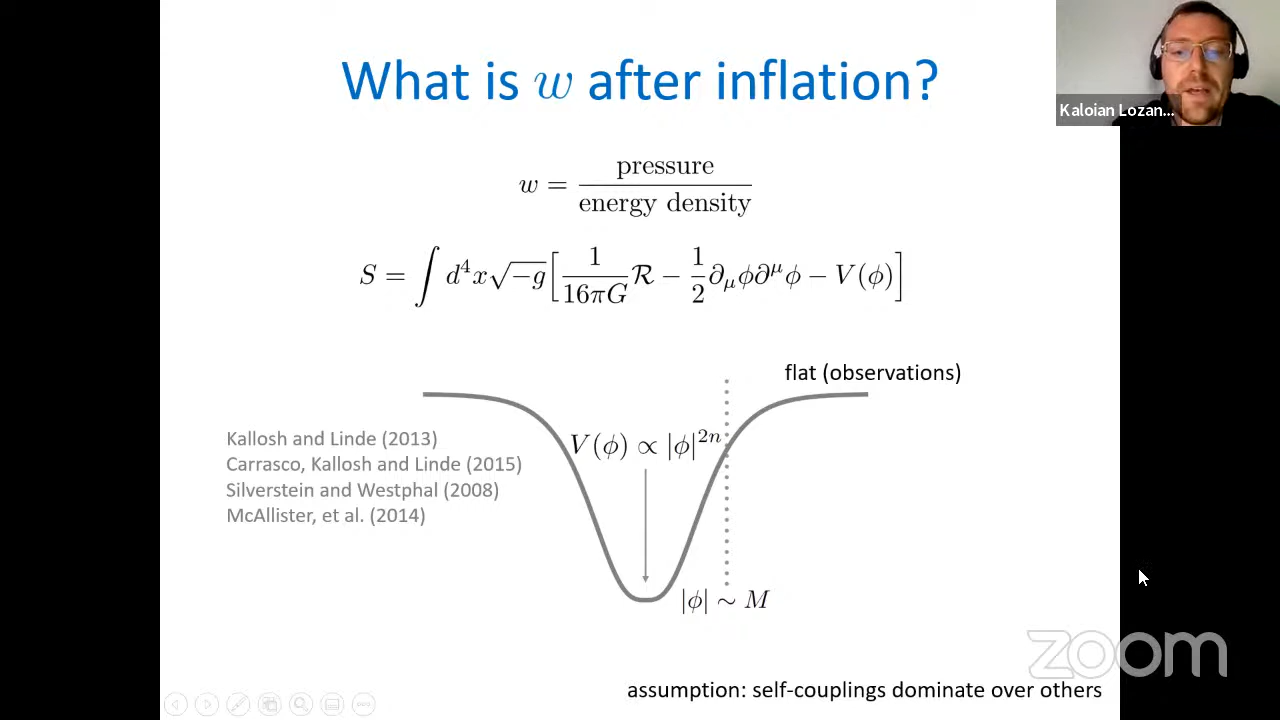 What is w after inflation?
Kaloian Lozan...
w = pressure / energy density
S = ∫ d⁴x√−g [ 1/16πG ℛ − 1/2 ∂_μϕ∂^μϕ − V(ϕ) ]
flat (observations)
V(ϕ) ∝ |ϕ|²ⁿ
Kallosh and Linde (2013)
Carrasco, Kallosh and Linde (2015)
Silverstein and Westphal (2008)
McAllister, et al. (2014)
|ϕ| ∼ M
zoom
assumption: self-couplings dominate over others